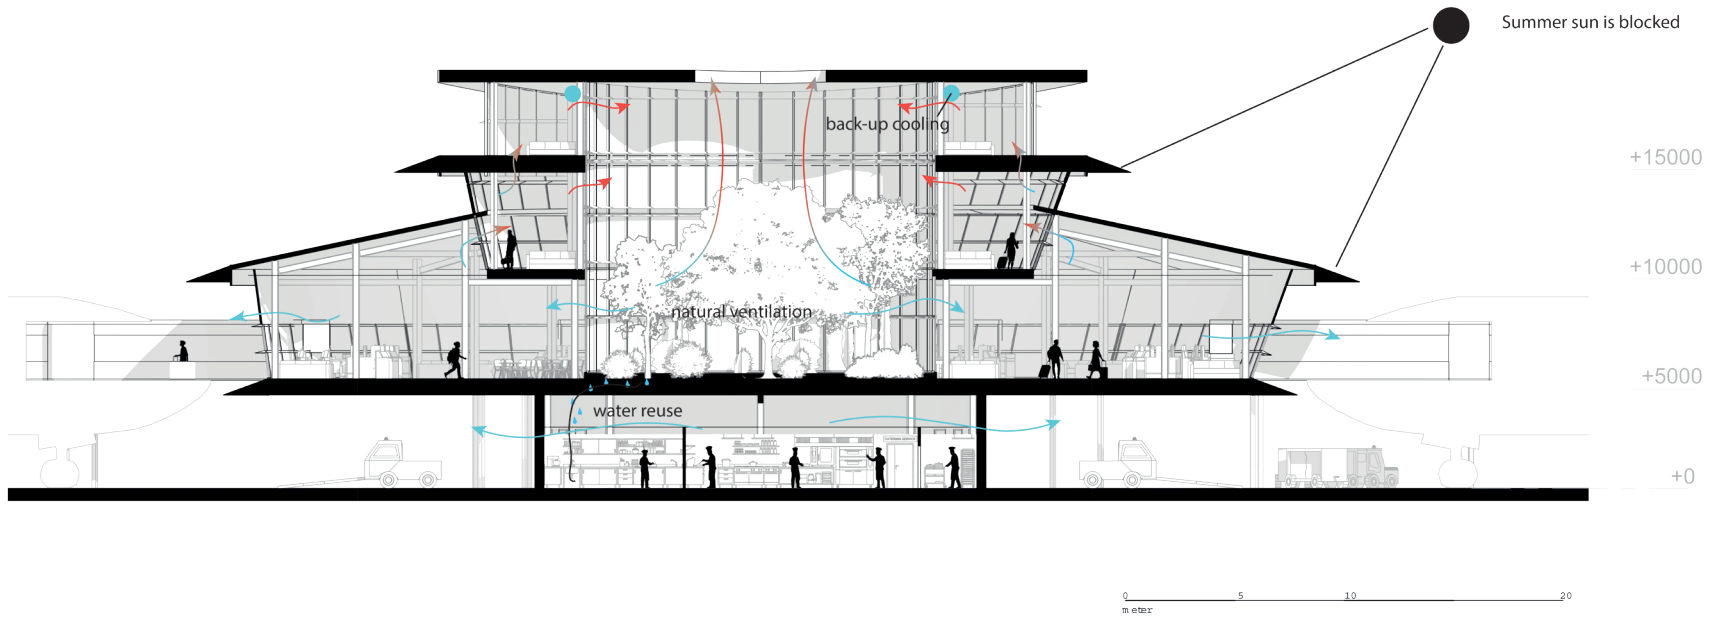 Summer sun is blocked
back-up cooling
+15000
+10000
natural ventilation
+5000
water reuse
+0
0 5 10 20
meter